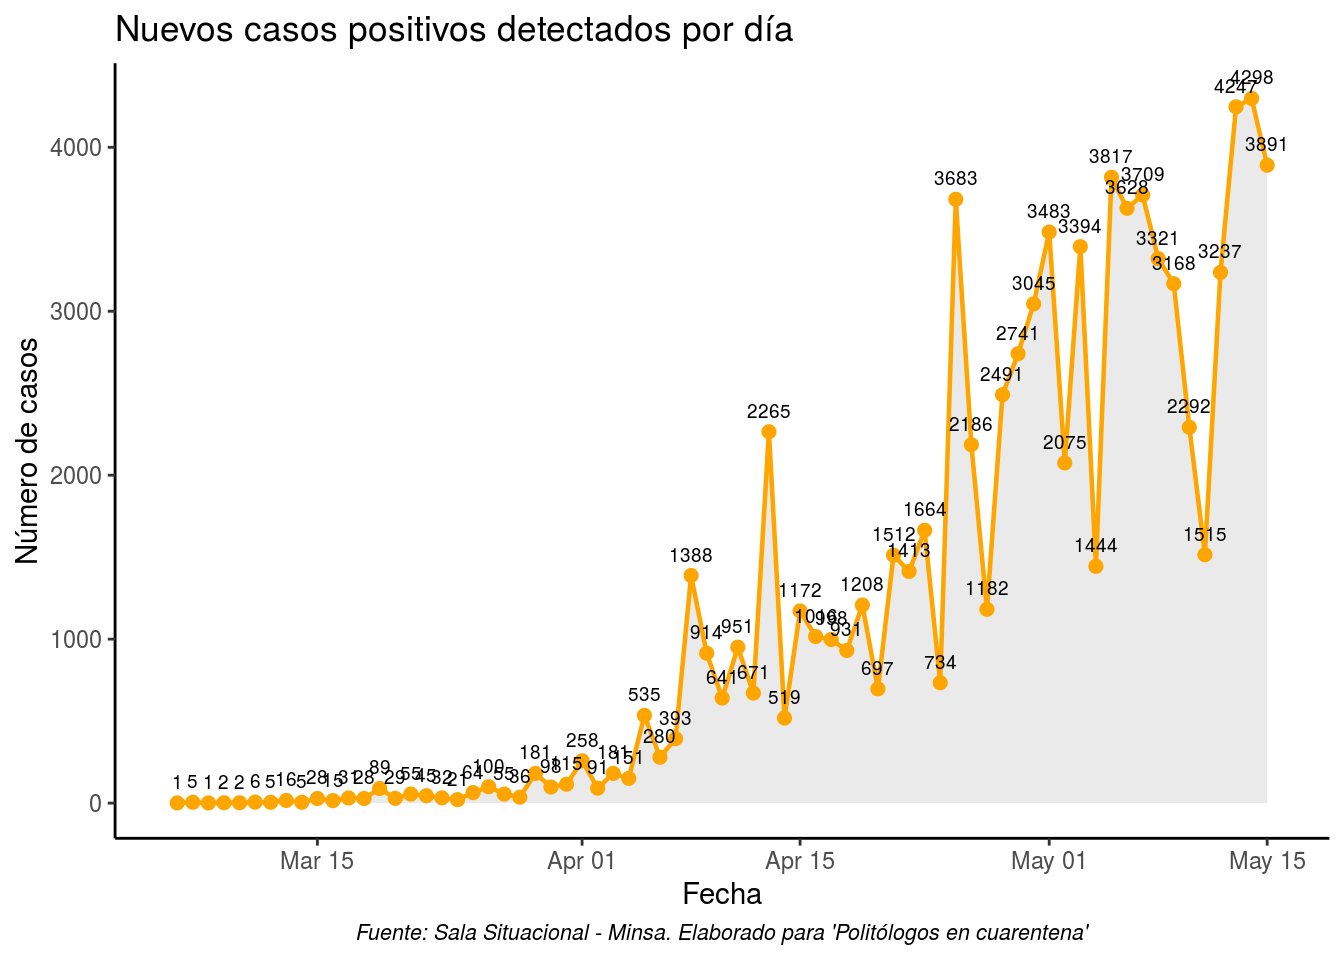 Nuevos casos positivos detectados por día
Número de casos
4000
3000
2000
1000
0
1 5 1 2 2 6 5 16 5 28 15 31 28 89 29 55 45 32 21 64 100 55 36 181 98 115 258 91 181 151 535 280 393 1388 914 641 951 671 2265 519 1172 1016 998 931 1208 697 1512 1413 1664 734 3683 2186 1182 2491 2741 3045 3483 2075 3394 1444 3817 3628 3709 3321 3168 2292 1515 3237 4247 4298 3891
Mar 15 Apr 01 Apr 15 May 01 May 15
Fecha
Fuente: Sala Situacional - Minsa. Elaborado para 'Politólogos en cuarentena'